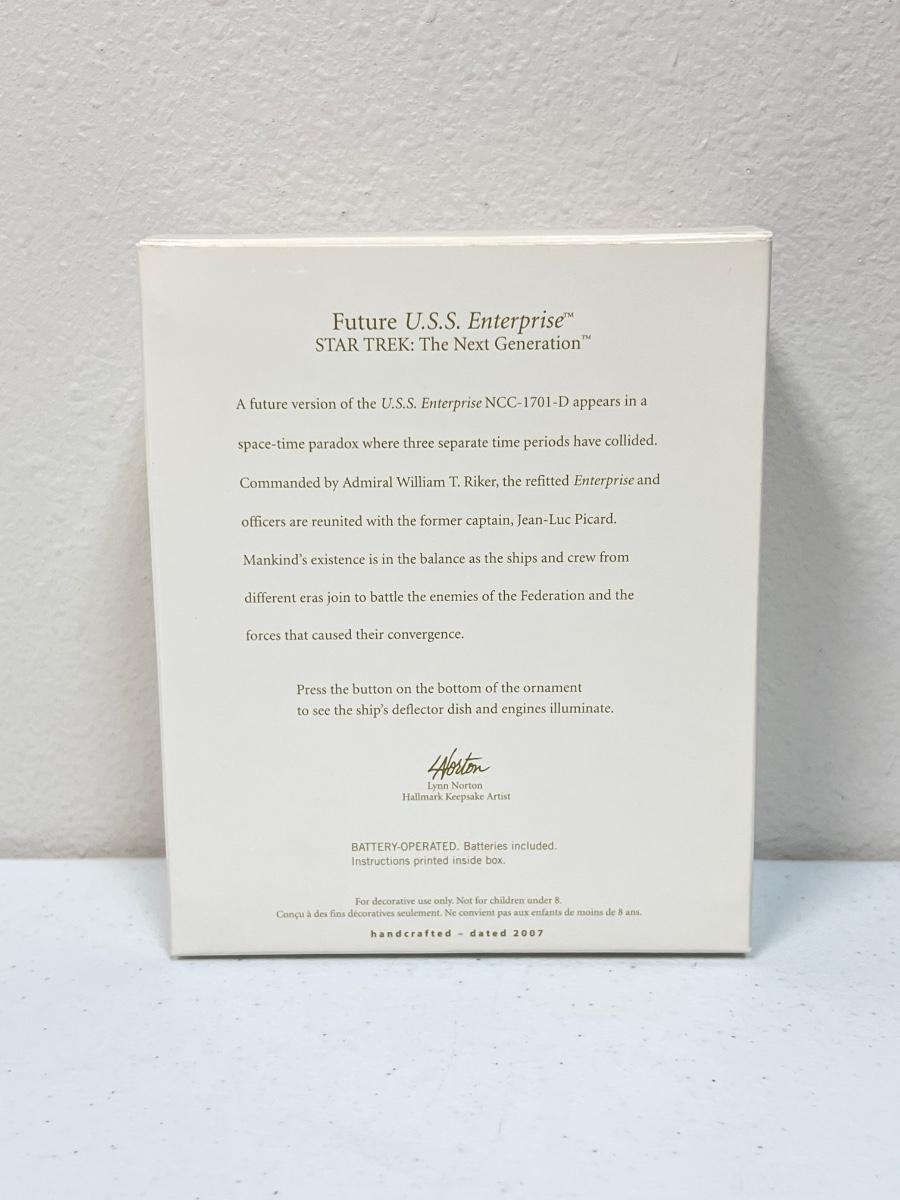 Future U.S.S. Enterprise™
STAR TREK: The Next Generation™
A future version of the U.S.S. Enterprise NCC-1701-D appears in a
space-time paradox where three separate time periods have collided.
Commanded by Admiral William T. Riker, the refitted Enterprise and
officers are reunited with the former captain, Jean-Luc Picard.
Mankind's existence is in the balance as the ships and crew from
different eras join to battle the enemies of the Federation and the
forces that caused their convergence.
Press the button on the bottom of the ornament
to see the ship's deflector dish and engines illuminate.
LNorton
Lynn Norton
Hallmark Keepsake Artist
BATTERY-OPERATED. Batteries included.
Instructions printed inside box.
For decorative use only. Not for children under 8.
Conçu à des fins décoratives seulement. Ne convient pas aux enfants de moins de 8 ans.
handcrafted – dated 2007